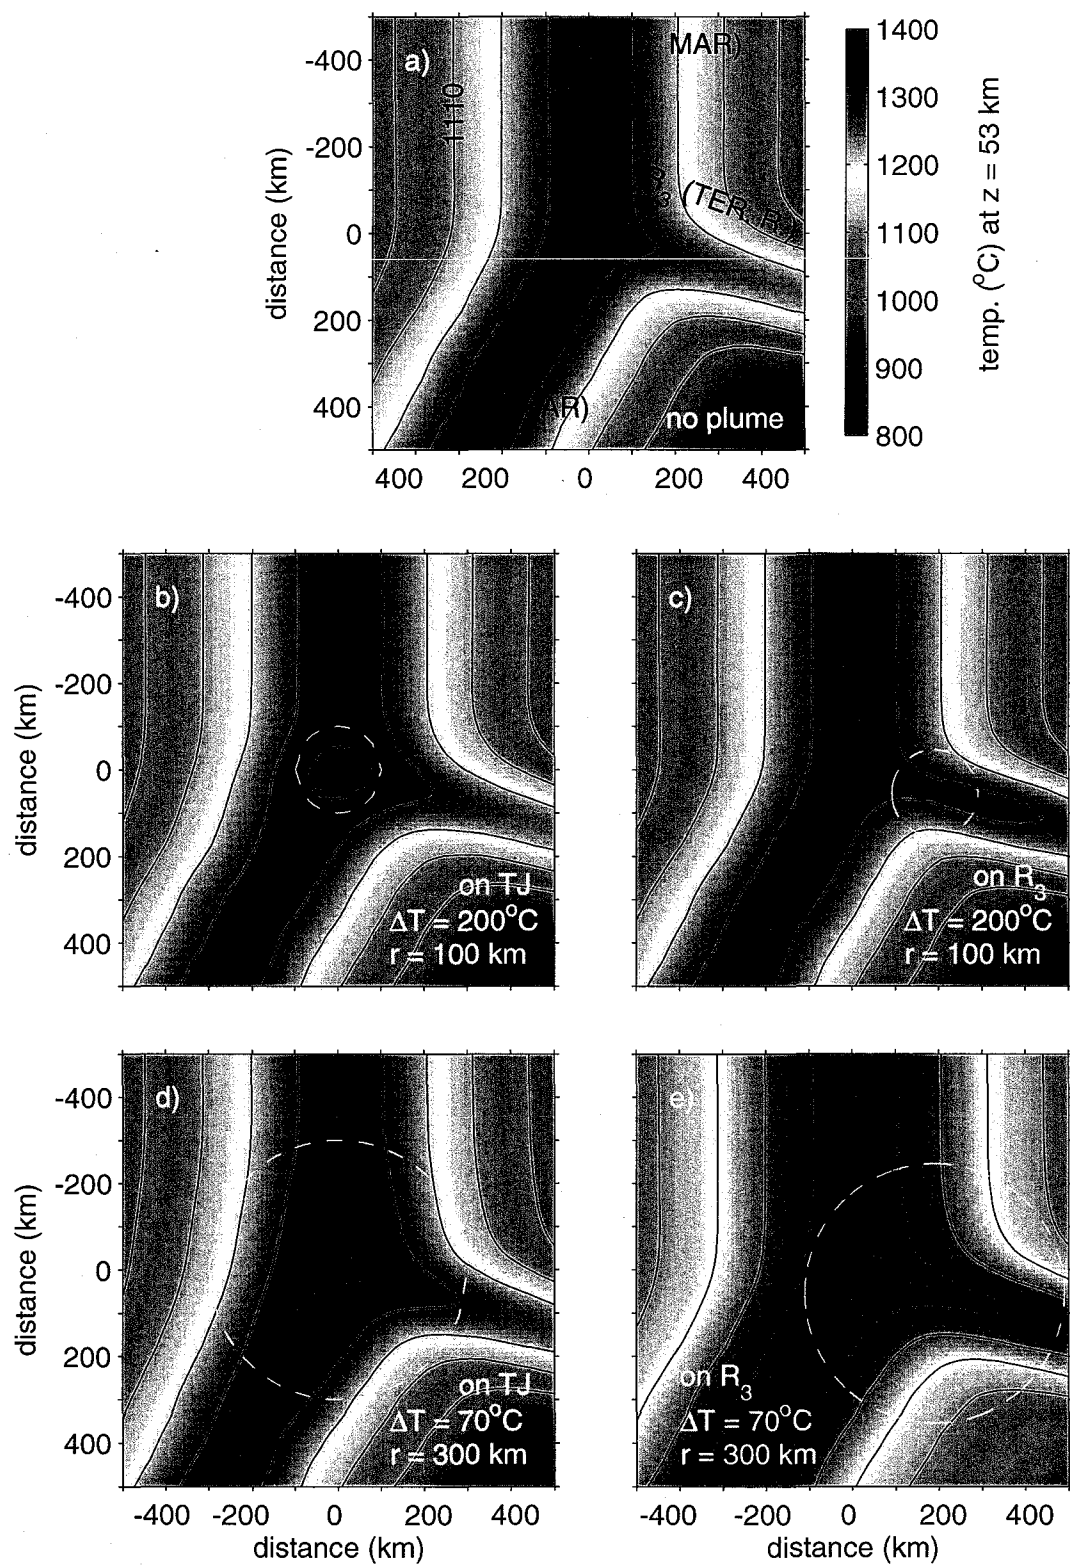 a)
MAR)
1110
R3 (TER. R.
AR)
no plume
-400
-200
0
200
400
distance (km)
400 200 0 200 400
1400
1300
1200
1100
1000
900
800
temp. (°C) at z = 53 km
b)
-400
-200
0
200
400
distance (km)
on TJ
ΔT = 200°C
r = 100 km
c)
on R3
ΔT = 200°C
r = 100 km
d)
-400
-200
0
200
400
distance (km)
on TJ
ΔT = 70°C
r = 300 km
-400 -200 0 200 400
distance (km)
e)
on R3
ΔT = 70°C
r = 300 km
-400 -200 0 200 400
distance (km)